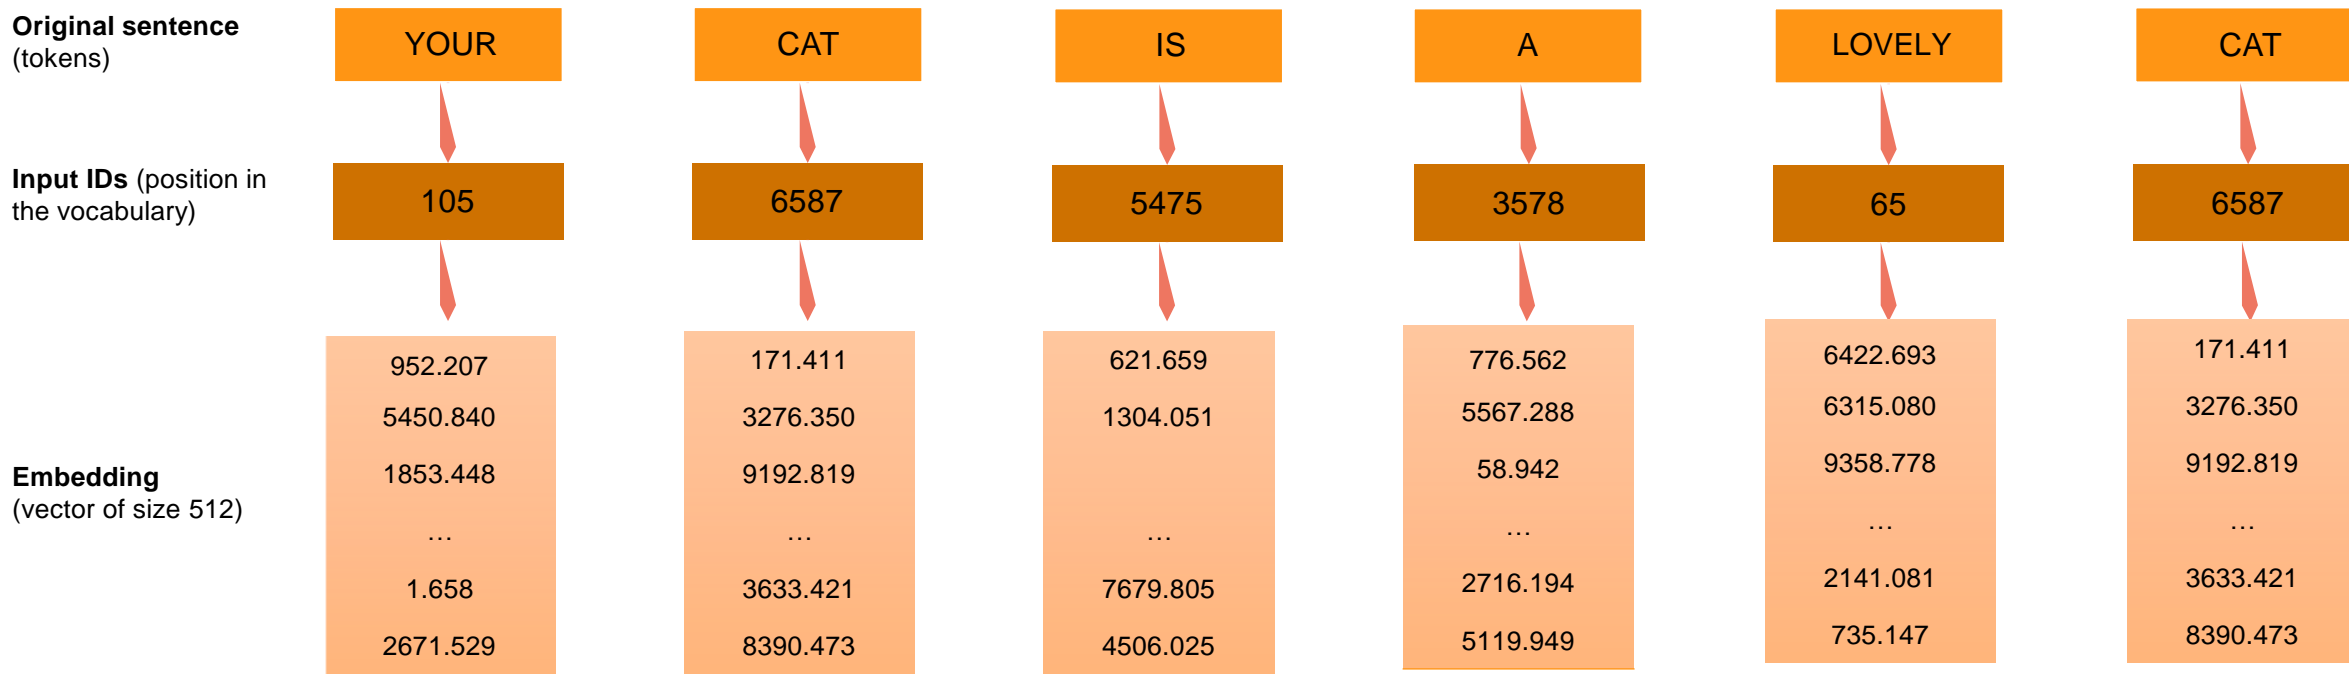 Original sentence
(tokens)
YOUR CAT IS A LOVELY CAT
Input IDs (position in
the vocabulary)
105 6587 5475 3578 65 6587
Embedding
(vector of size 512)
952.207 171.411 621.659 776.562 6422.693 171.411
5450.840 3276.350 1304.051 5567.288 6315.080 3276.350
1853.448 9192.819 58.942 9358.778 9192.819
… … … … … …
1.658 3633.421 7679.805 2716.194 2141.081 3633.421
2671.529 8390.473 4506.025 5119.949 735.147 8390.473